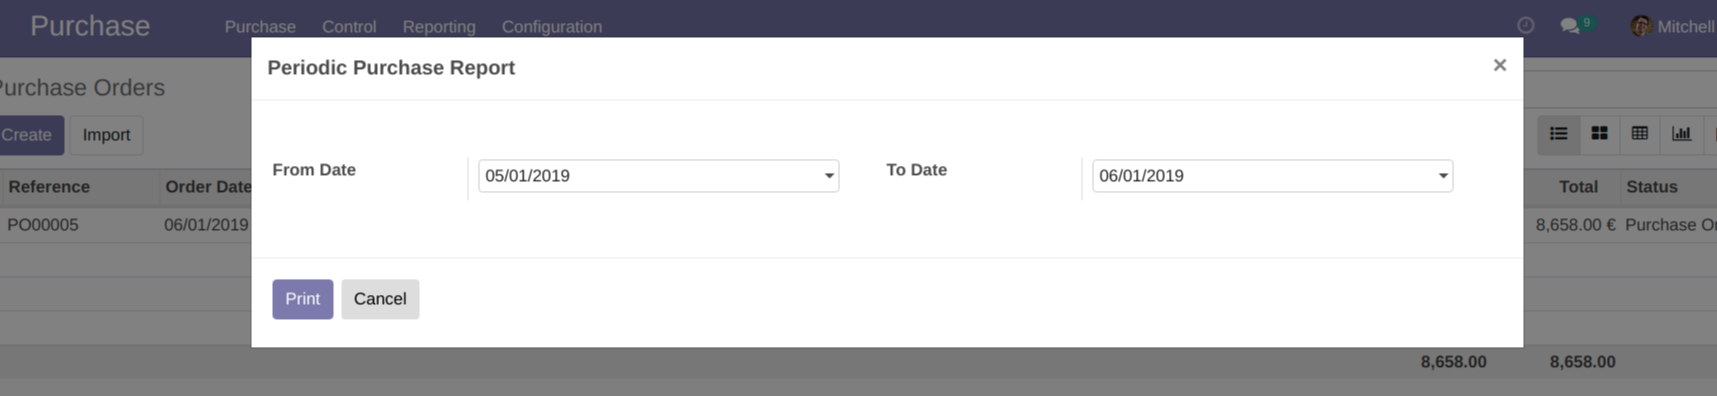 Purchase Purchase Control Reporting Configuration 9 Mitchell
Periodic Purchase Report ×
Purchase Orders
Create Import
From Date 05/01/2019 To Date 06/01/2019
Reference Order Date Total Status
PO00005 06/01/2019 8,658.00 € Purchase
Print Cancel
8,658.00 8,658.00